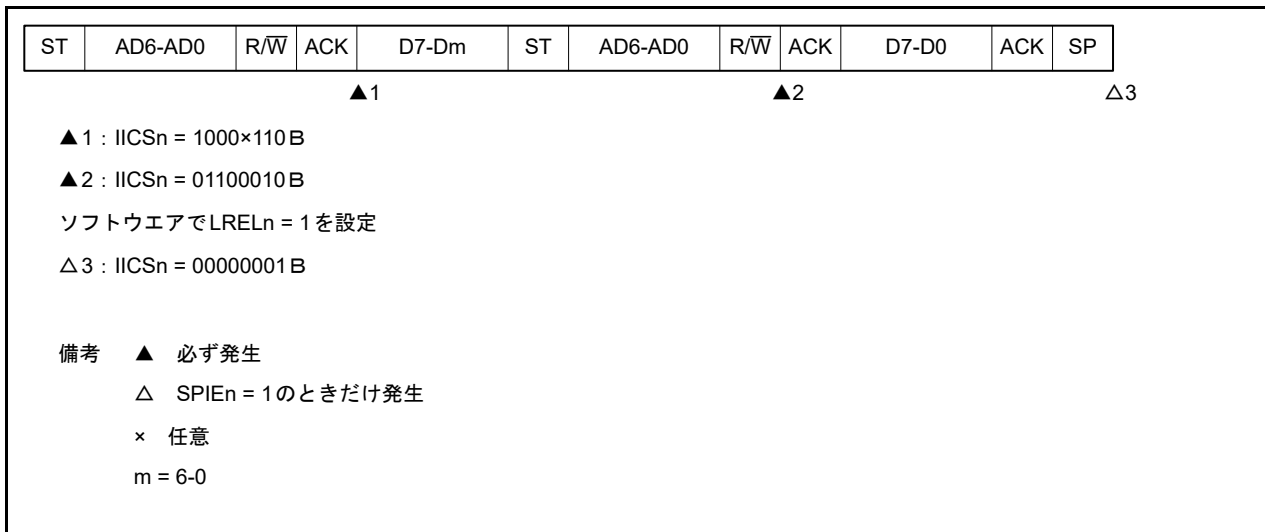 ST AD6-AD0 R/W̅ ACK D7-Dm ST AD6-AD0 R/W̅ ACK D7-D0 ACK SP
▲1 ▲2 △3
▲1：IICSn = 1000×110B
▲2：IICSn = 01100010B
ソフトウエアでLRELn = 1を設定
△3：IICSn = 00000001B
備考 ▲ 必ず発生
△ SPIEn = 1のときだけ発生
× 任意
m = 6-0